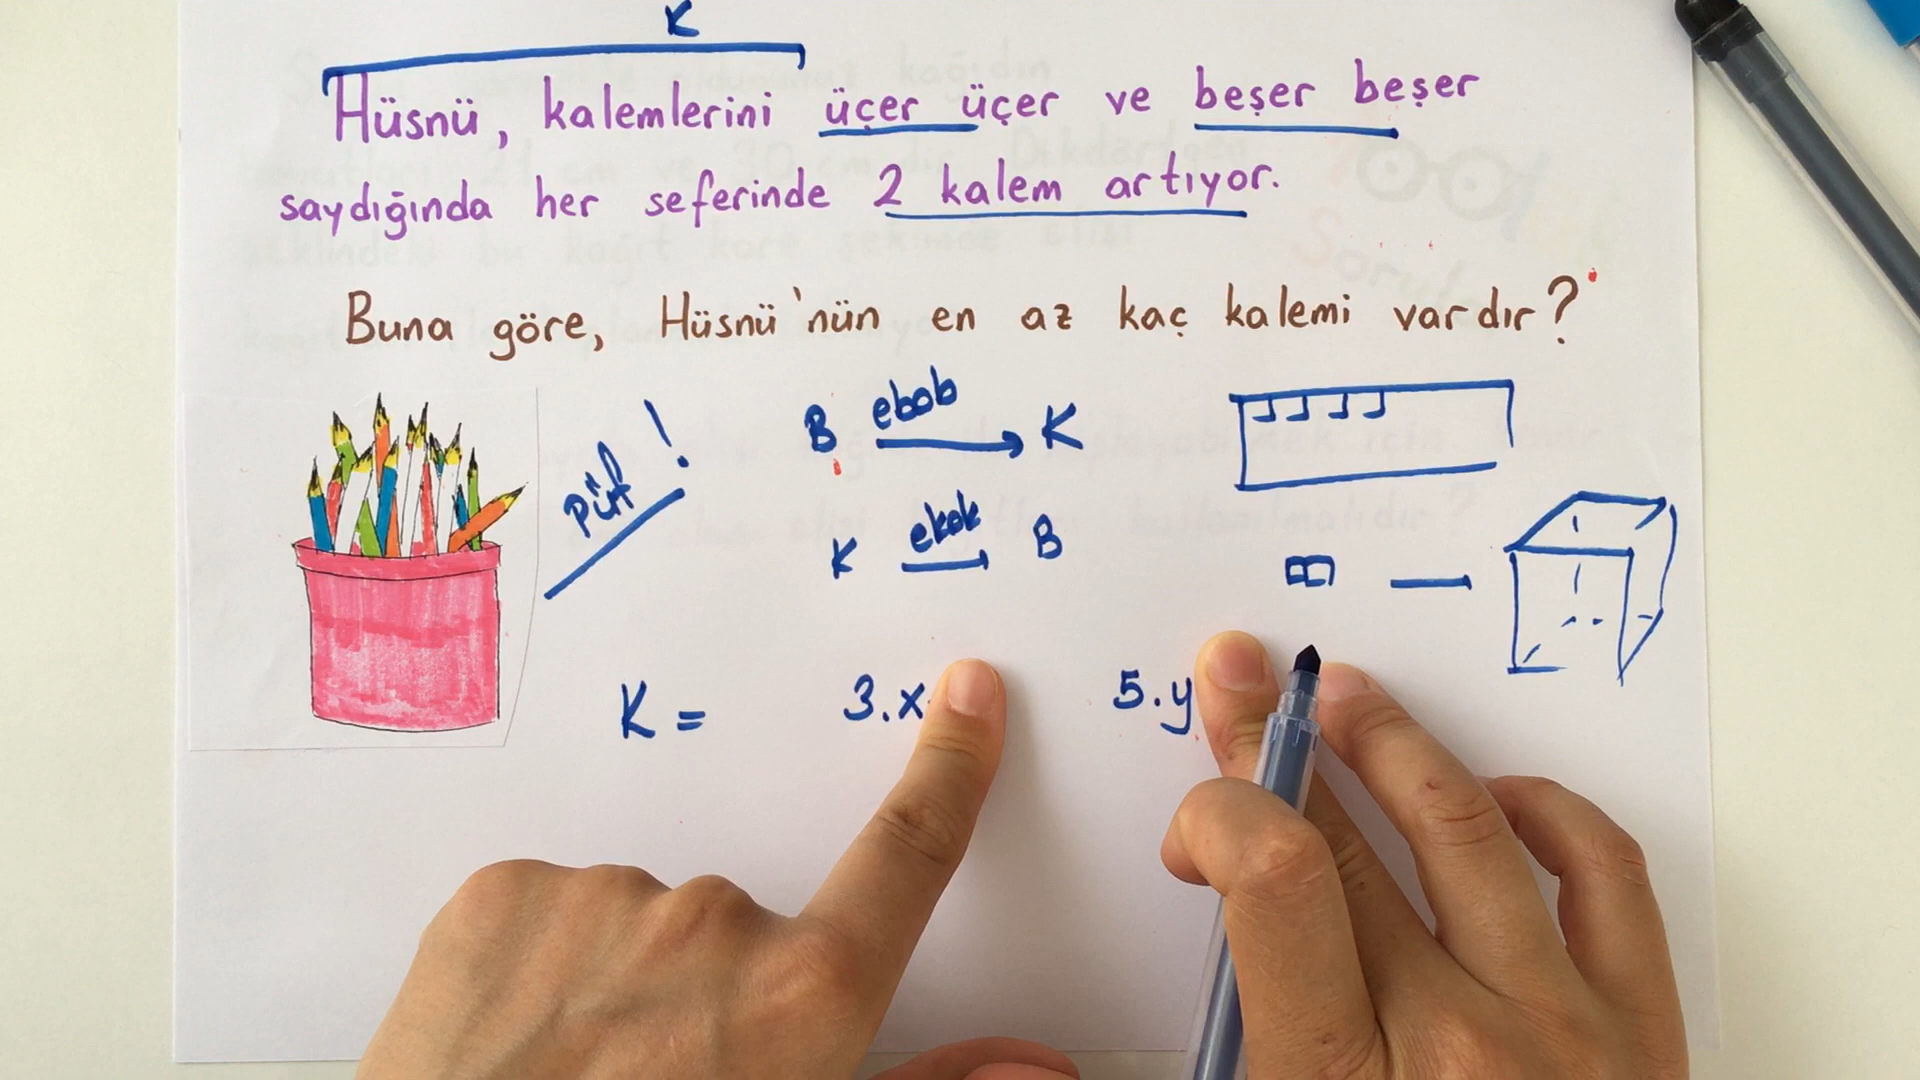 K
Hüsnü, kalemlerini üçer üçer ve beşer beşer
saydığında her seferinde 2 kalem artıyor.
Buna göre, Hüsnü'nün en az kaç kalemi vardır?
püf!
B ebob K
K ekok B
K = 3.x 5.y